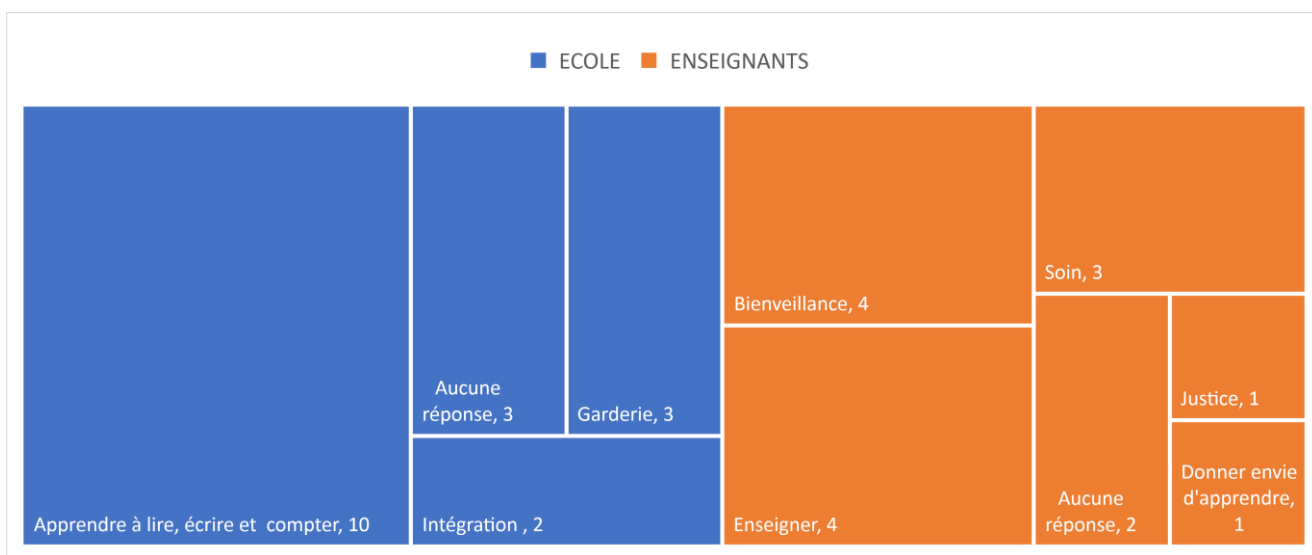 ECOLE ENSEIGNANTS
Apprendre à lire, écrire et compter, 10
Aucune
réponse, 3
Garderie, 3
Intégration , 2
Bienveillance, 4
Enseigner, 4
Soin, 3
Aucune
réponse, 2
Justice, 1
Donner envie
d'apprendre,
1